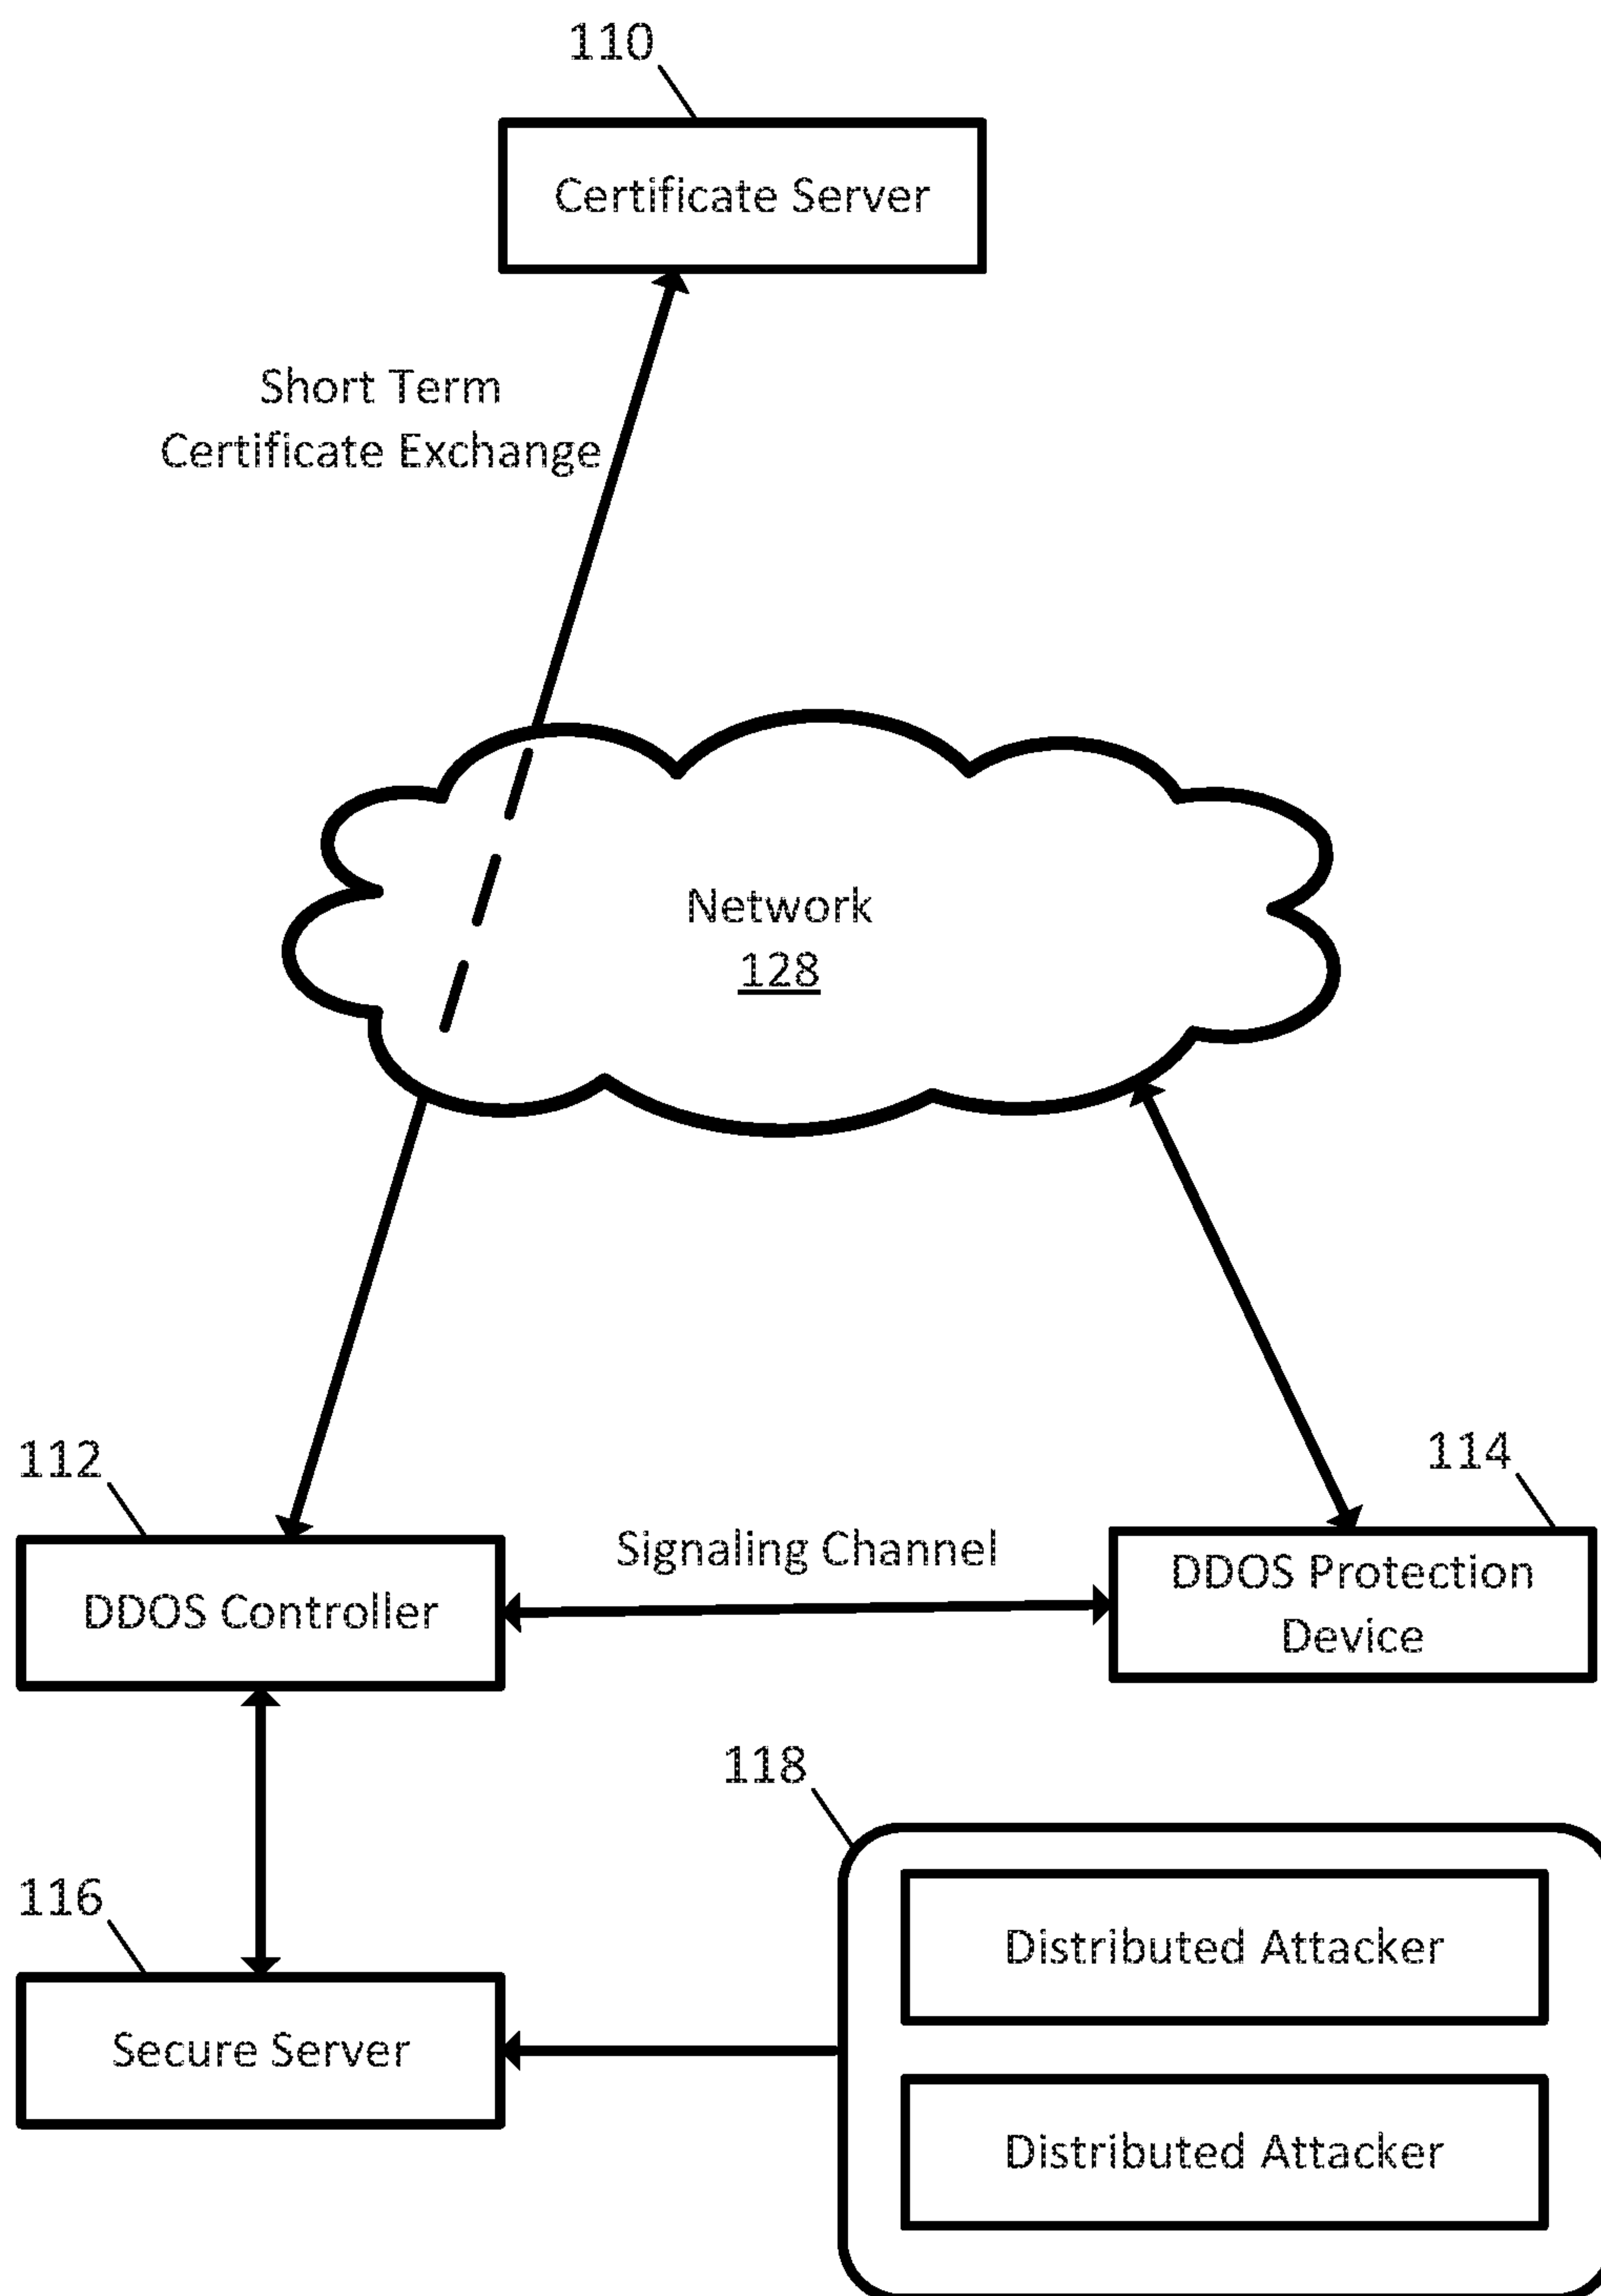 110
Certificate Server
Short Term
Certificate Exchange
Network
128
112
114
Signaling Channel
DDOS Controller
DDOS Protection
Device
118
116
Distributed Attacker
Secure Server
Distributed Attacker